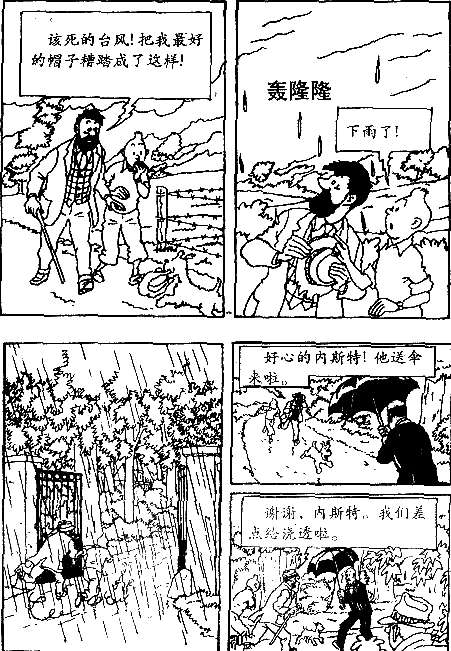 该死的台风!把我最好
的帽子糟踏成了这样!
轰隆隆
下雨了!
好心的内斯特!他送伞
来啦。
谢谢,内斯特。我们差
点给浇透啦。